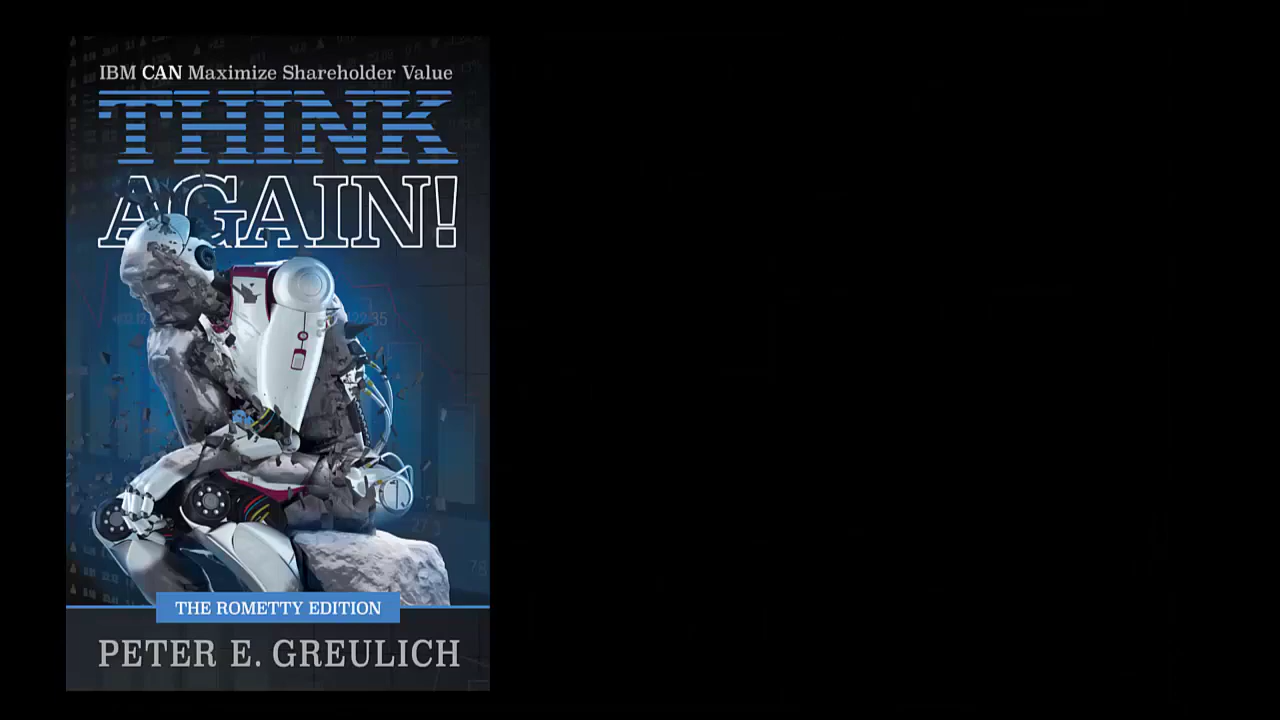 IBM CAN Maximize Shareholder Value
THINK
AGAIN!
THE ROMETTY EDITION
PETER E. GREULICH